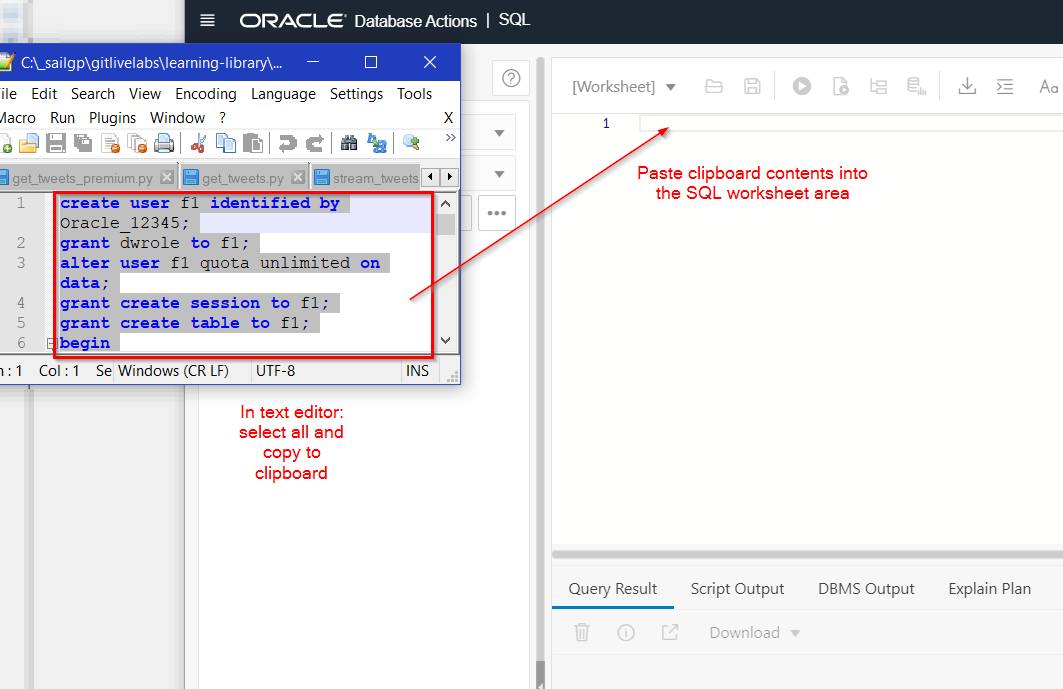 ORACLE Database Actions | SQL
C:\_sailgp\gitlivelabs\learning-library\...
ile Edit Search View Encoding Language Settings Tools
Macro Run Plugins Window ? X
get_tweets_premium.py get_tweets.py stream_tweets
1 create user f1 identified by
Oracle_12345;
2 grant dwrole to f1;
3 alter user f1 quota unlimited on
data;
4 grant create session to f1;
5 grant create table to f1;
6 begin
n : 1 Col : 1 Se Windows (CR LF) UTF-8 INS
In text editor:
select all and
copy to
clipboard
[Worksheet] Aa
1
Paste clipboard contents into
the SQL worksheet area
Query Result Script Output DBMS Output Explain Plan
Download